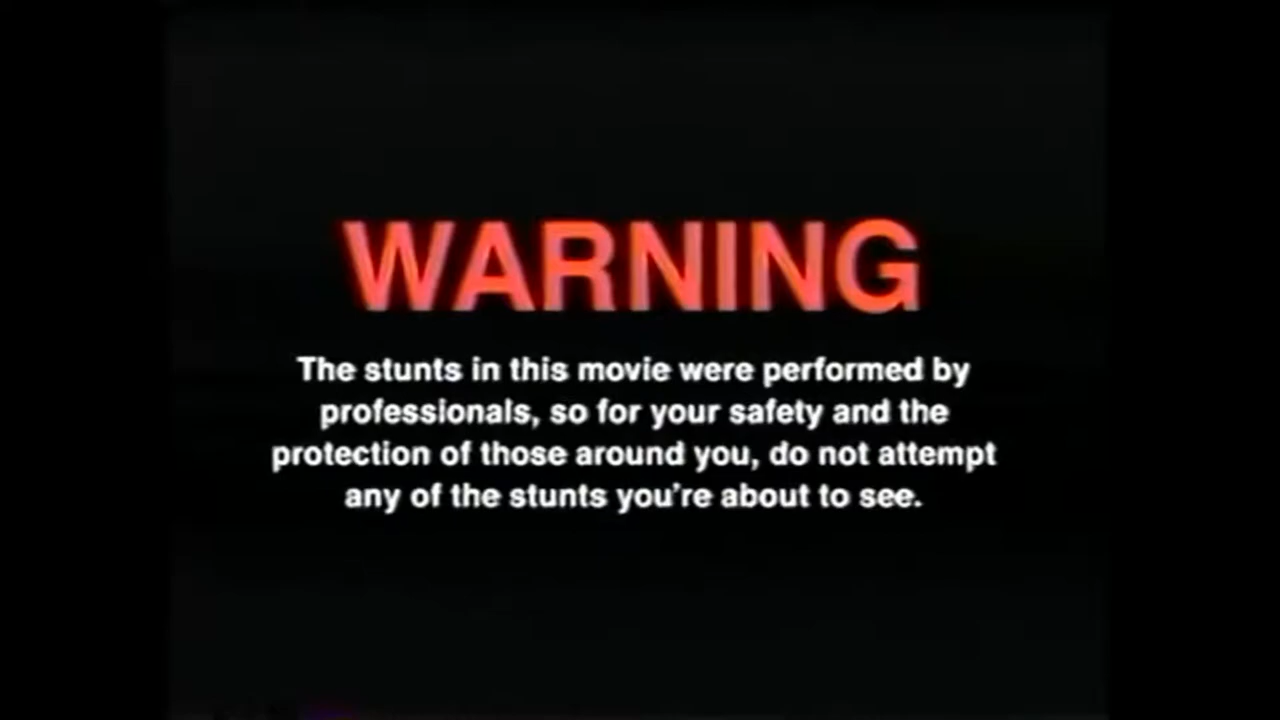 WARNING
The stunts in this movie were performed by
professionals, so for your safety and the
protection of those around you, do not attempt
any of the stunts you're about to see.